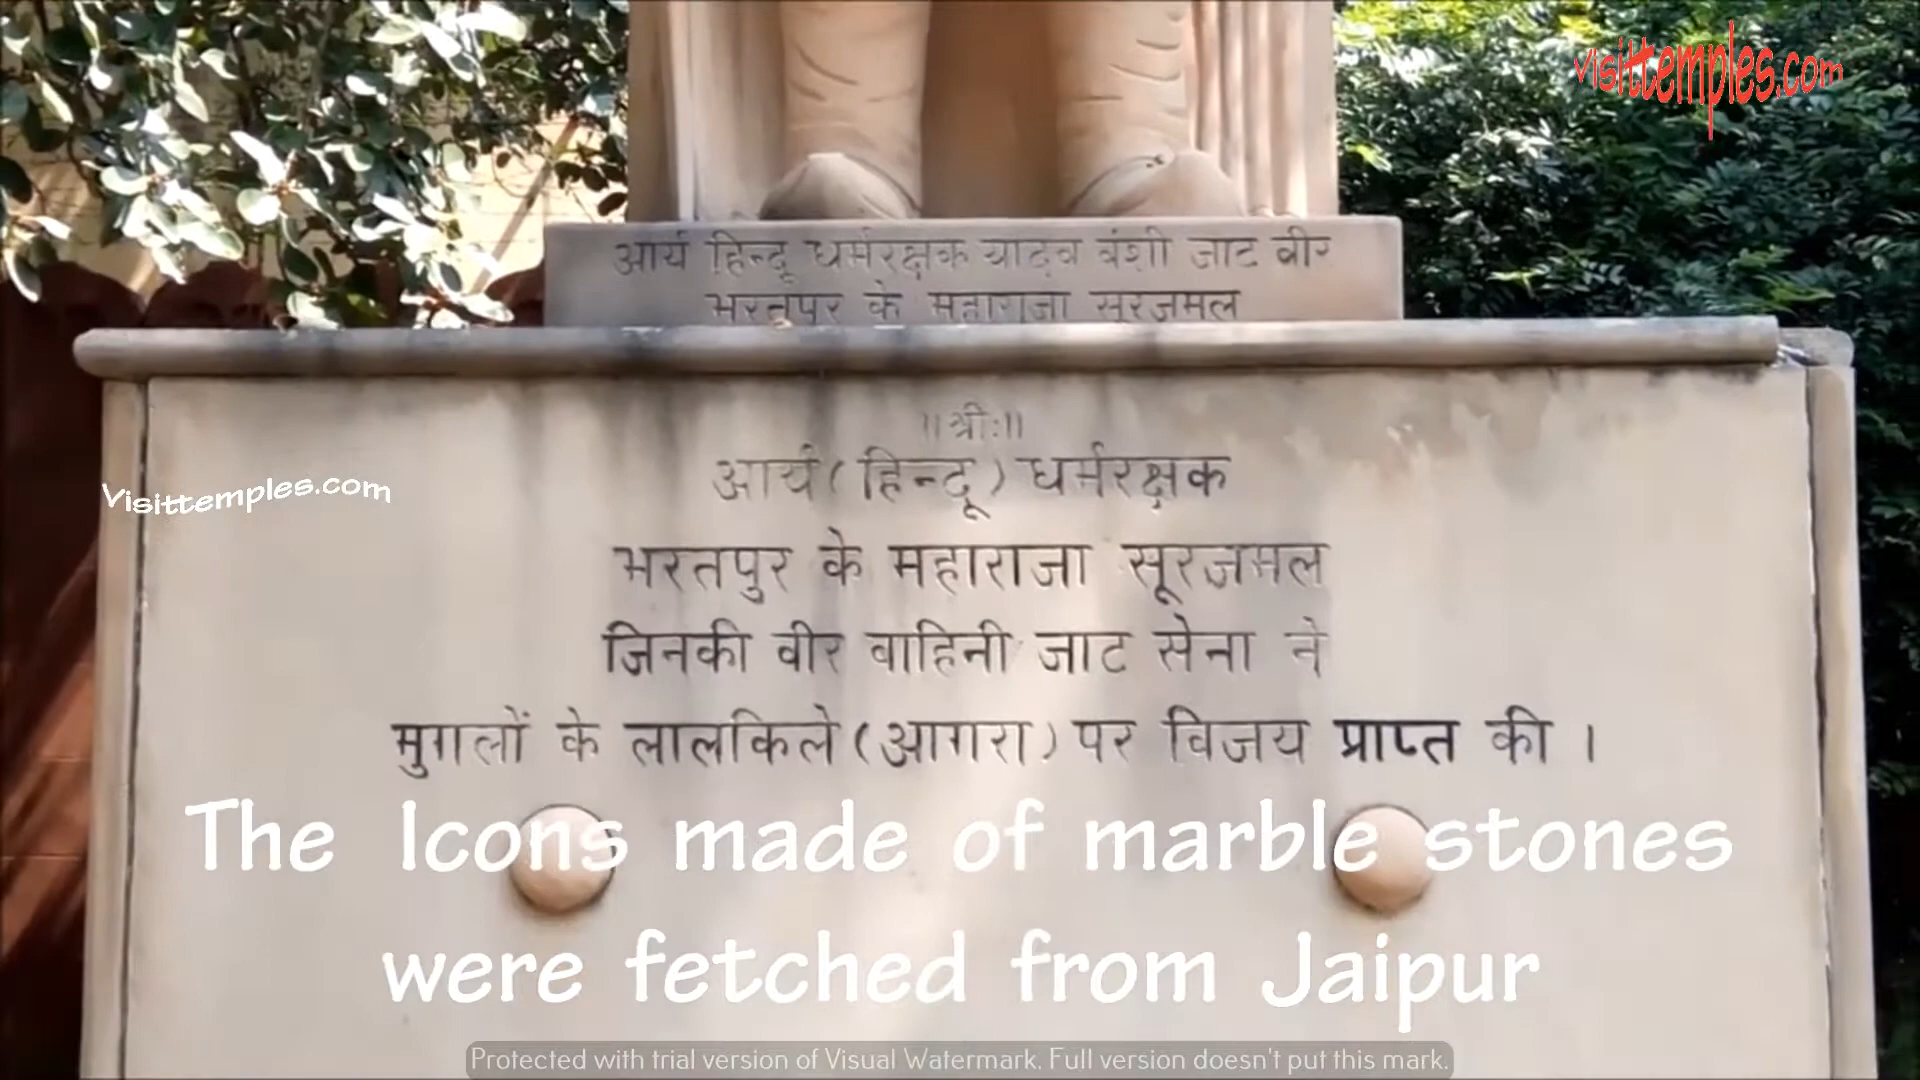 visittemples.com
आर्य हिन्दू धर्मरक्षक यादव वंशी जाट वीर
भरतपुर के महाराजा सूरजमल
॥श्रीः॥
आर्य (हिन्दू) धर्मरक्षक
Visittemples.com
भरतपुर के महाराजा सूरजमल
जिनकी वीर वाहिनी जाट सेना ने
मुगलों के लालकिले (आगरा) पर विजय प्राप्त की ।
The Icons made of marble stones
were fetched from Jaipur
Protected with trial version of Visual Watermark. Full version doesn't put this mark.